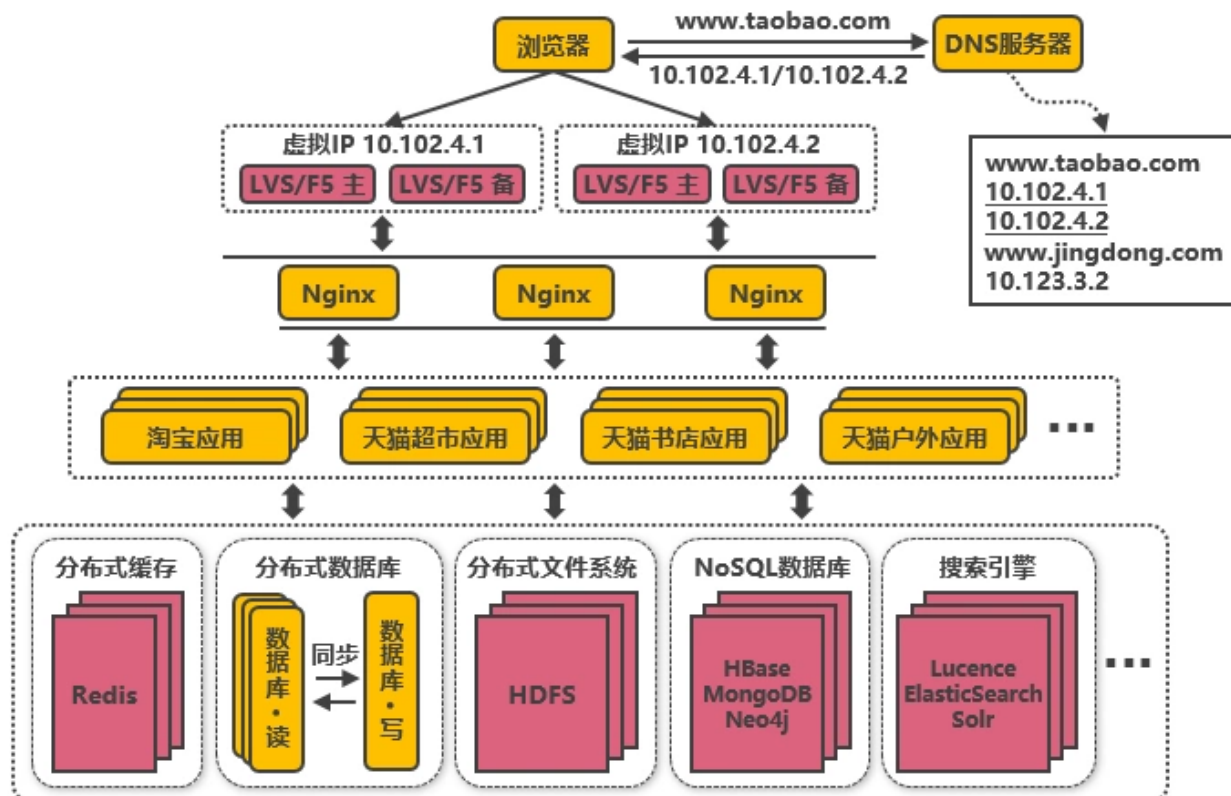 www.taobao.com
浏览器
DNS服务器
10.102.4.1/10.102.4.2
虚拟IP 10.102.4.1
LVS/F5 主
LVS/F5 备
虚拟IP 10.102.4.2
LVS/F5 主
LVS/F5 备
www.taobao.com
10.102.4.1
10.102.4.2
www.jingdong.com
10.123.3.2
Nginx
Nginx
Nginx
淘宝应用
天猫超市应用
天猫书店应用
天猫户外应用
...
分布式缓存
Redis
分布式数据库
数据库·读
同步
数据库·写
分布式文件系统
HDFS
NoSQL数据库
HBase
MongoDB
Neo4j
搜索引擎
Lucence
ElasticSearch
Solr
...